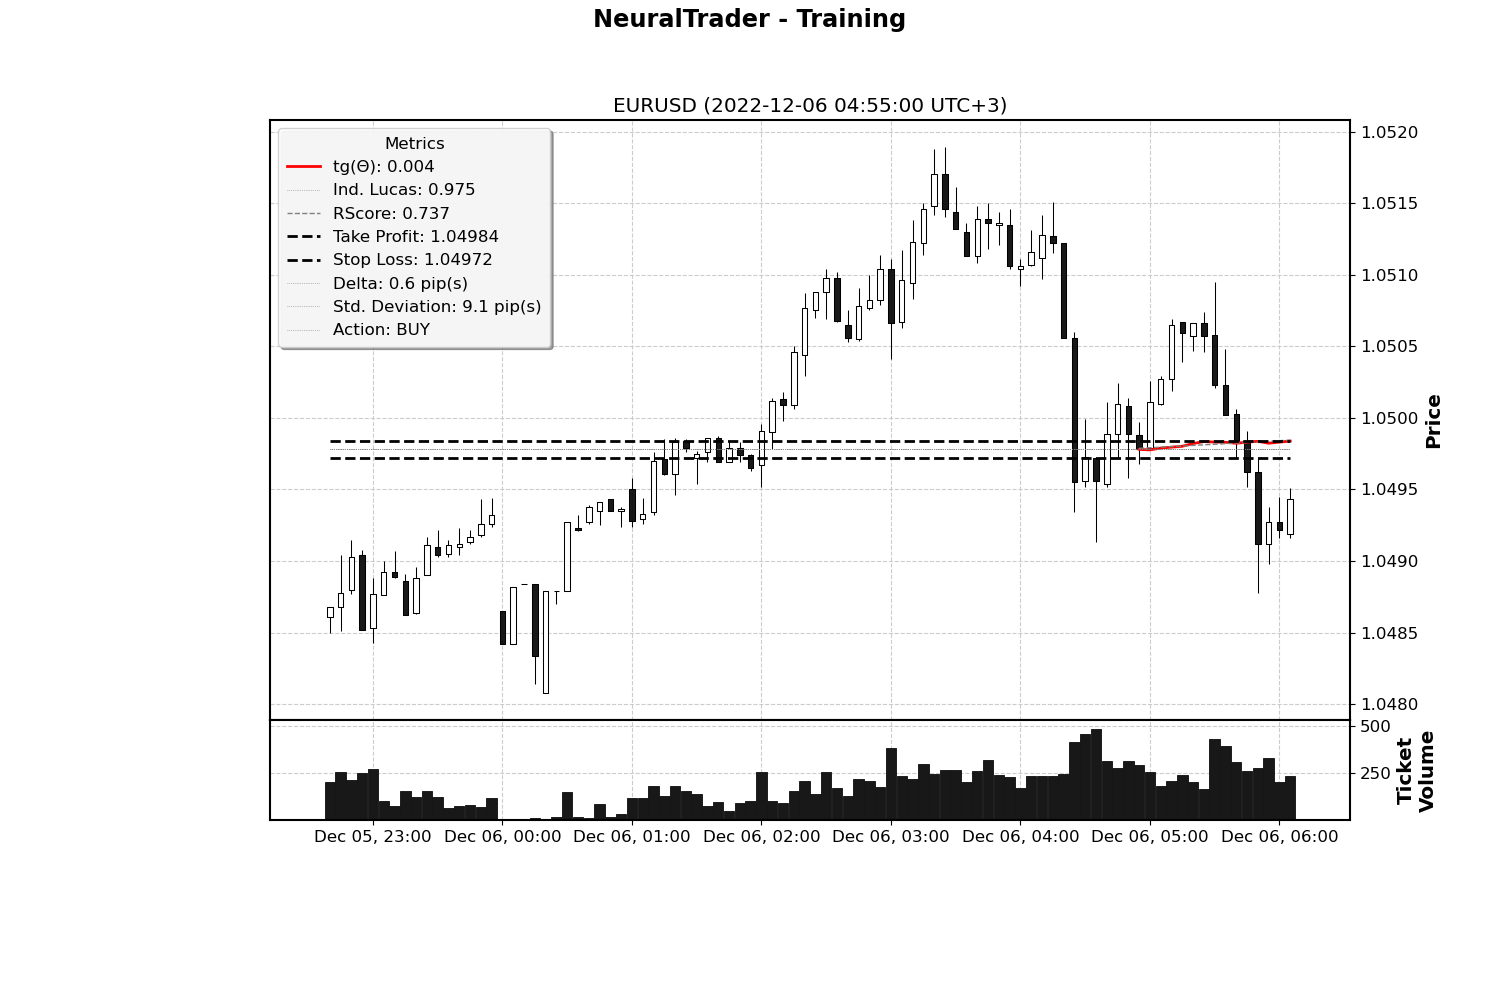 NeuralTrader - Training
EURUSD (2022-12-06 04:55:00 UTC+3)
Metrics
tg(Θ): 0.004
Ind. Lucas: 0.975
RScore: 0.737
Take Profit: 1.04984
Stop Loss: 1.04972
Delta: 0.6 pip(s)
Std. Deviation: 9.1 pip(s)
Action: BUY
1.0520
1.0515
1.0510
1.0505
1.0500
1.0495
1.0490
1.0485
1.0480
Price
500
250
Ticket
Volume
Dec 05, 23:00 Dec 06, 00:00 Dec 06, 01:00 Dec 06, 02:00 Dec 06, 03:00 Dec 06, 04:00 Dec 06, 05:00 Dec 06, 06:00